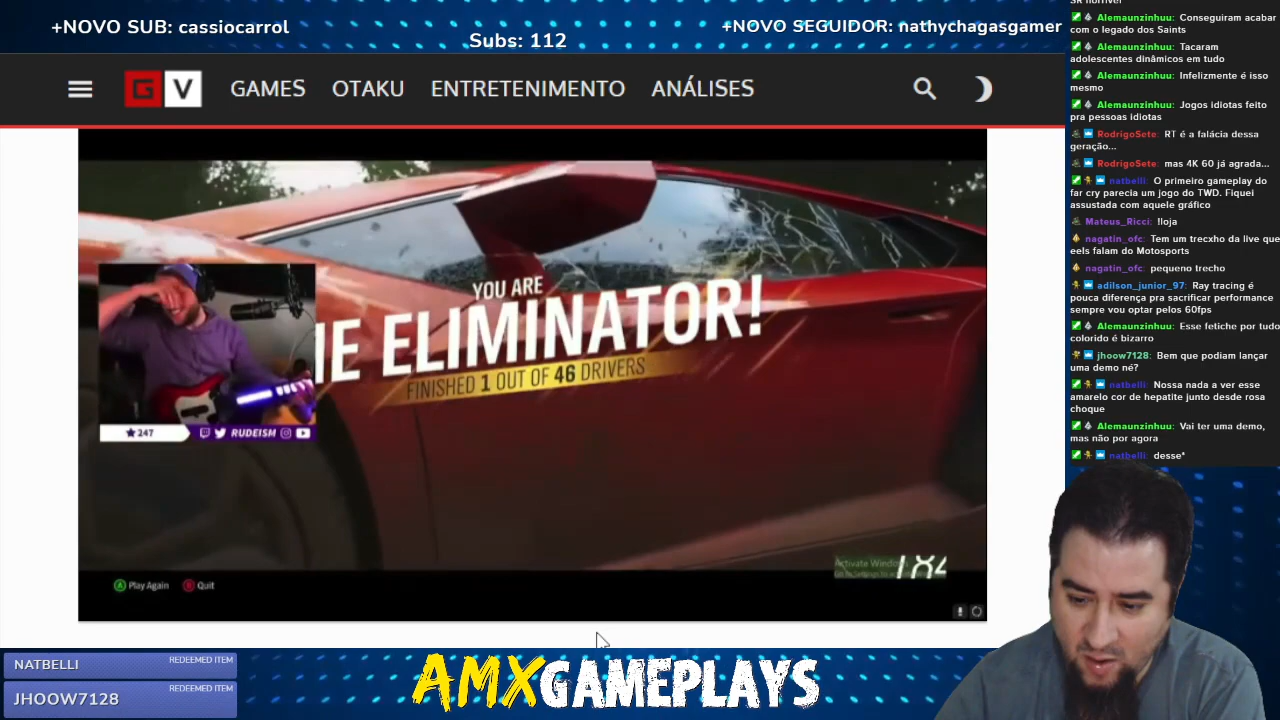 +NOVO SUB: cassiocarrol
Subs: 112
+NOVO SEGUIDOR: nathychagasgamer
G V
GAMES
OTAKU
ENTRETENIMENTO
ANÁLISES
YOU ARE
HE ELIMINATOR!
FINISHED 1 OUT OF 46 DRIVERS
★247
RUDEISM
Activate Windows
184
A Play Again
B Quit
Alemaunzinhuu: Conseguiram acabar
com o legado dos Saints
Alemaunzinhuu: Tacaram
adolescentes dinâmicos em tudo
Alemaunzinhuu: Infelizmente é isso
mesmo
Alemaunzinhuu: Jogos idiotas feito
pra pessoas idiotas
RodrigoSete: RT é a falácia dessa
geração...
RodrigoSete: mas 4K 60 já agrada...
natbelli: O primeiro gameplay do
far cry parecia um jogo do TWD. Fiquei
assustada com aquele gráfico
Mateus_Ricci: !loja
nagatin_ofc: Tem um trecxho da live que
eels falam do Motosports
nagatin_ofc: pequeno trecho
adilson_junior_97: Ray tracing é
pouca diferença pra sacrificar performance
sempre vou optar pelos 60fps
Alemaunzinhuu: Esse fetiche por tudo
colorido é bizarro
jhoow7128: Bem que podiam lançar
uma demo né?
natbelli: Nossa nada a ver esse
amarelo cor de hepatite junto desde rosa
choque
Alemaunzinhuu: Vai ter uma demo,
mas não por agora
natbelli: desse*
NATBELLI
REDEEMED ITEM
JHOOW7128
REDEEMED ITEM
AMXGAMEPLAYS